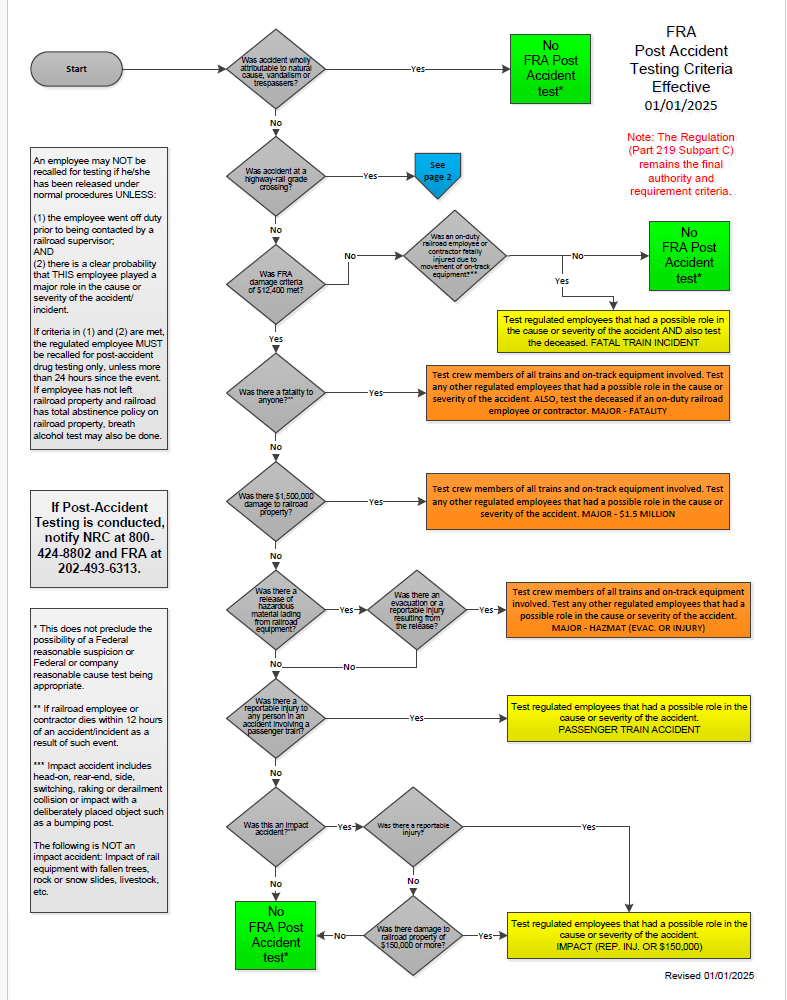 FRA
Post Accident
Testing Criteria
Effective
01/01/2025
Note: The Regulation
(Part 219 Subpart C)
remains the final
authority and
requirement criteria.
Start
Was accident wholly
attributable to natural
cause, vandalism or
trespassers?
Yes
No
FRA Post
Accident
test*
No
Was accident at a
highway-rail grade
crossing?
Yes
See
page 2
No
Was FRA
damage criteria
of $12,400 met?
No
Was an on-duty
railroad employee or
contractor fatally
injured due to
movement of on-track
equipment?**
No
No
FRA Post
Accident
test*
Yes
Test regulated employees that had a possible role in
the cause or severity of the accident AND also test
the deceased. FATAL TRAIN INCIDENT
Yes
Was there a fatality to
anyone?**
Yes
Test crew members of all trains and on-track equipment involved. Test
any other regulated employees that had a possible role in the cause or
severity of the accident. ALSO, test the deceased if an on-duty railroad
employee or contractor. MAJOR - FATALITY
No
Was there $1,500,000
damage to railroad
property?
Yes
Test crew members of all trains and on-track equipment involved. Test
any other regulated employees that had a possible role in the cause or
severity of the accident. MAJOR - $1.5 MILLION
No
Was there a
release of
hazardous
material lading
from railroad
equipment?
Yes
Was there an
evacuation or a
reportable injury
resulting from
the release?
Yes
Test crew members of all trains and on-track equipment
involved. Test any other regulated employees that had a
possible role in the cause or severity of the accident.
MAJOR - HAZMAT (EVAC. OR INJURY)
No
No
Was there a
reportable injury to
any person in an
accident involving a
passenger train?
Yes
Test regulated employees that had a possible role in the
cause or severity of the accident.
PASSENGER TRAIN ACCIDENT
No
Was this an impact
accident?***
Yes
Was there a reportable
injury?
Yes
No
No
No
FRA Post
Accident
test*
No
Was there damage to
railroad property of
$150,000 or more?
Yes
Test regulated employees that had a possible role in the
cause or severity of the accident.
IMPACT (REP. INJ. OR $150,000)
An employee may NOT be
recalled for testing if he/she
has been released under
normal procedures UNLESS:
(1) the employee went off duty
prior to being contacted by a
railroad supervisor;
AND
(2) there is a clear probability
that THIS employee played a
major role in the cause or
severity of the accident/
incident.
If criteria in (1) and (2) are met,
the regulated employee MUST
be recalled for post-accident
drug testing only, unless more
than 24 hours since the event.
If employee has not left
railroad property and railroad
has total abstinence policy on
railroad property, breath
alcohol test may also be done.
If Post-Accident
Testing is conducted,
notify NRC at 800-
424-8802 and FRA at
202-493-6313.
* This does not preclude the
possibility of a Federal
reasonable suspicion or
Federal or company
reasonable cause test being
appropriate.
** If railroad employee or
contractor dies within 12 hours
of an accident/incident as a
result of such event.
*** Impact accident includes
head-on, rear-end, side,
switching, raking or derailment
collision or impact with a
deliberately placed object such
as a bumping post.
The following is NOT an
impact accident: Impact of rail
equipment with fallen trees,
rock or snow slides, livestock,
etc.
Revised 01/01/2025